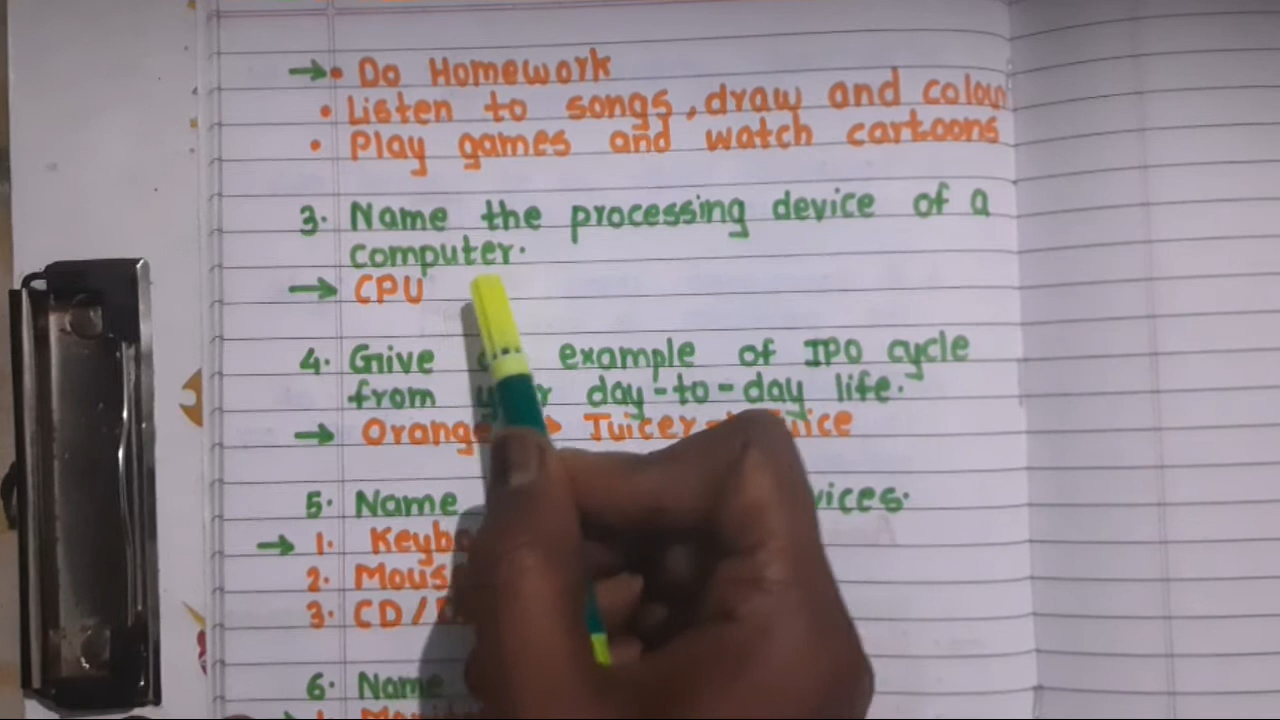 → • Do Homework
• Listen to songs, draw and colour
• Play games and watch cartoons
3. Name the processing device of a
computer.
→ CPU
4. Give example of IPO cycle
from day-to-day life.
→ Orange → Juicer → Juice
5. Name
→ 1. Keyb
2. Mous
3. CD/
6. Name